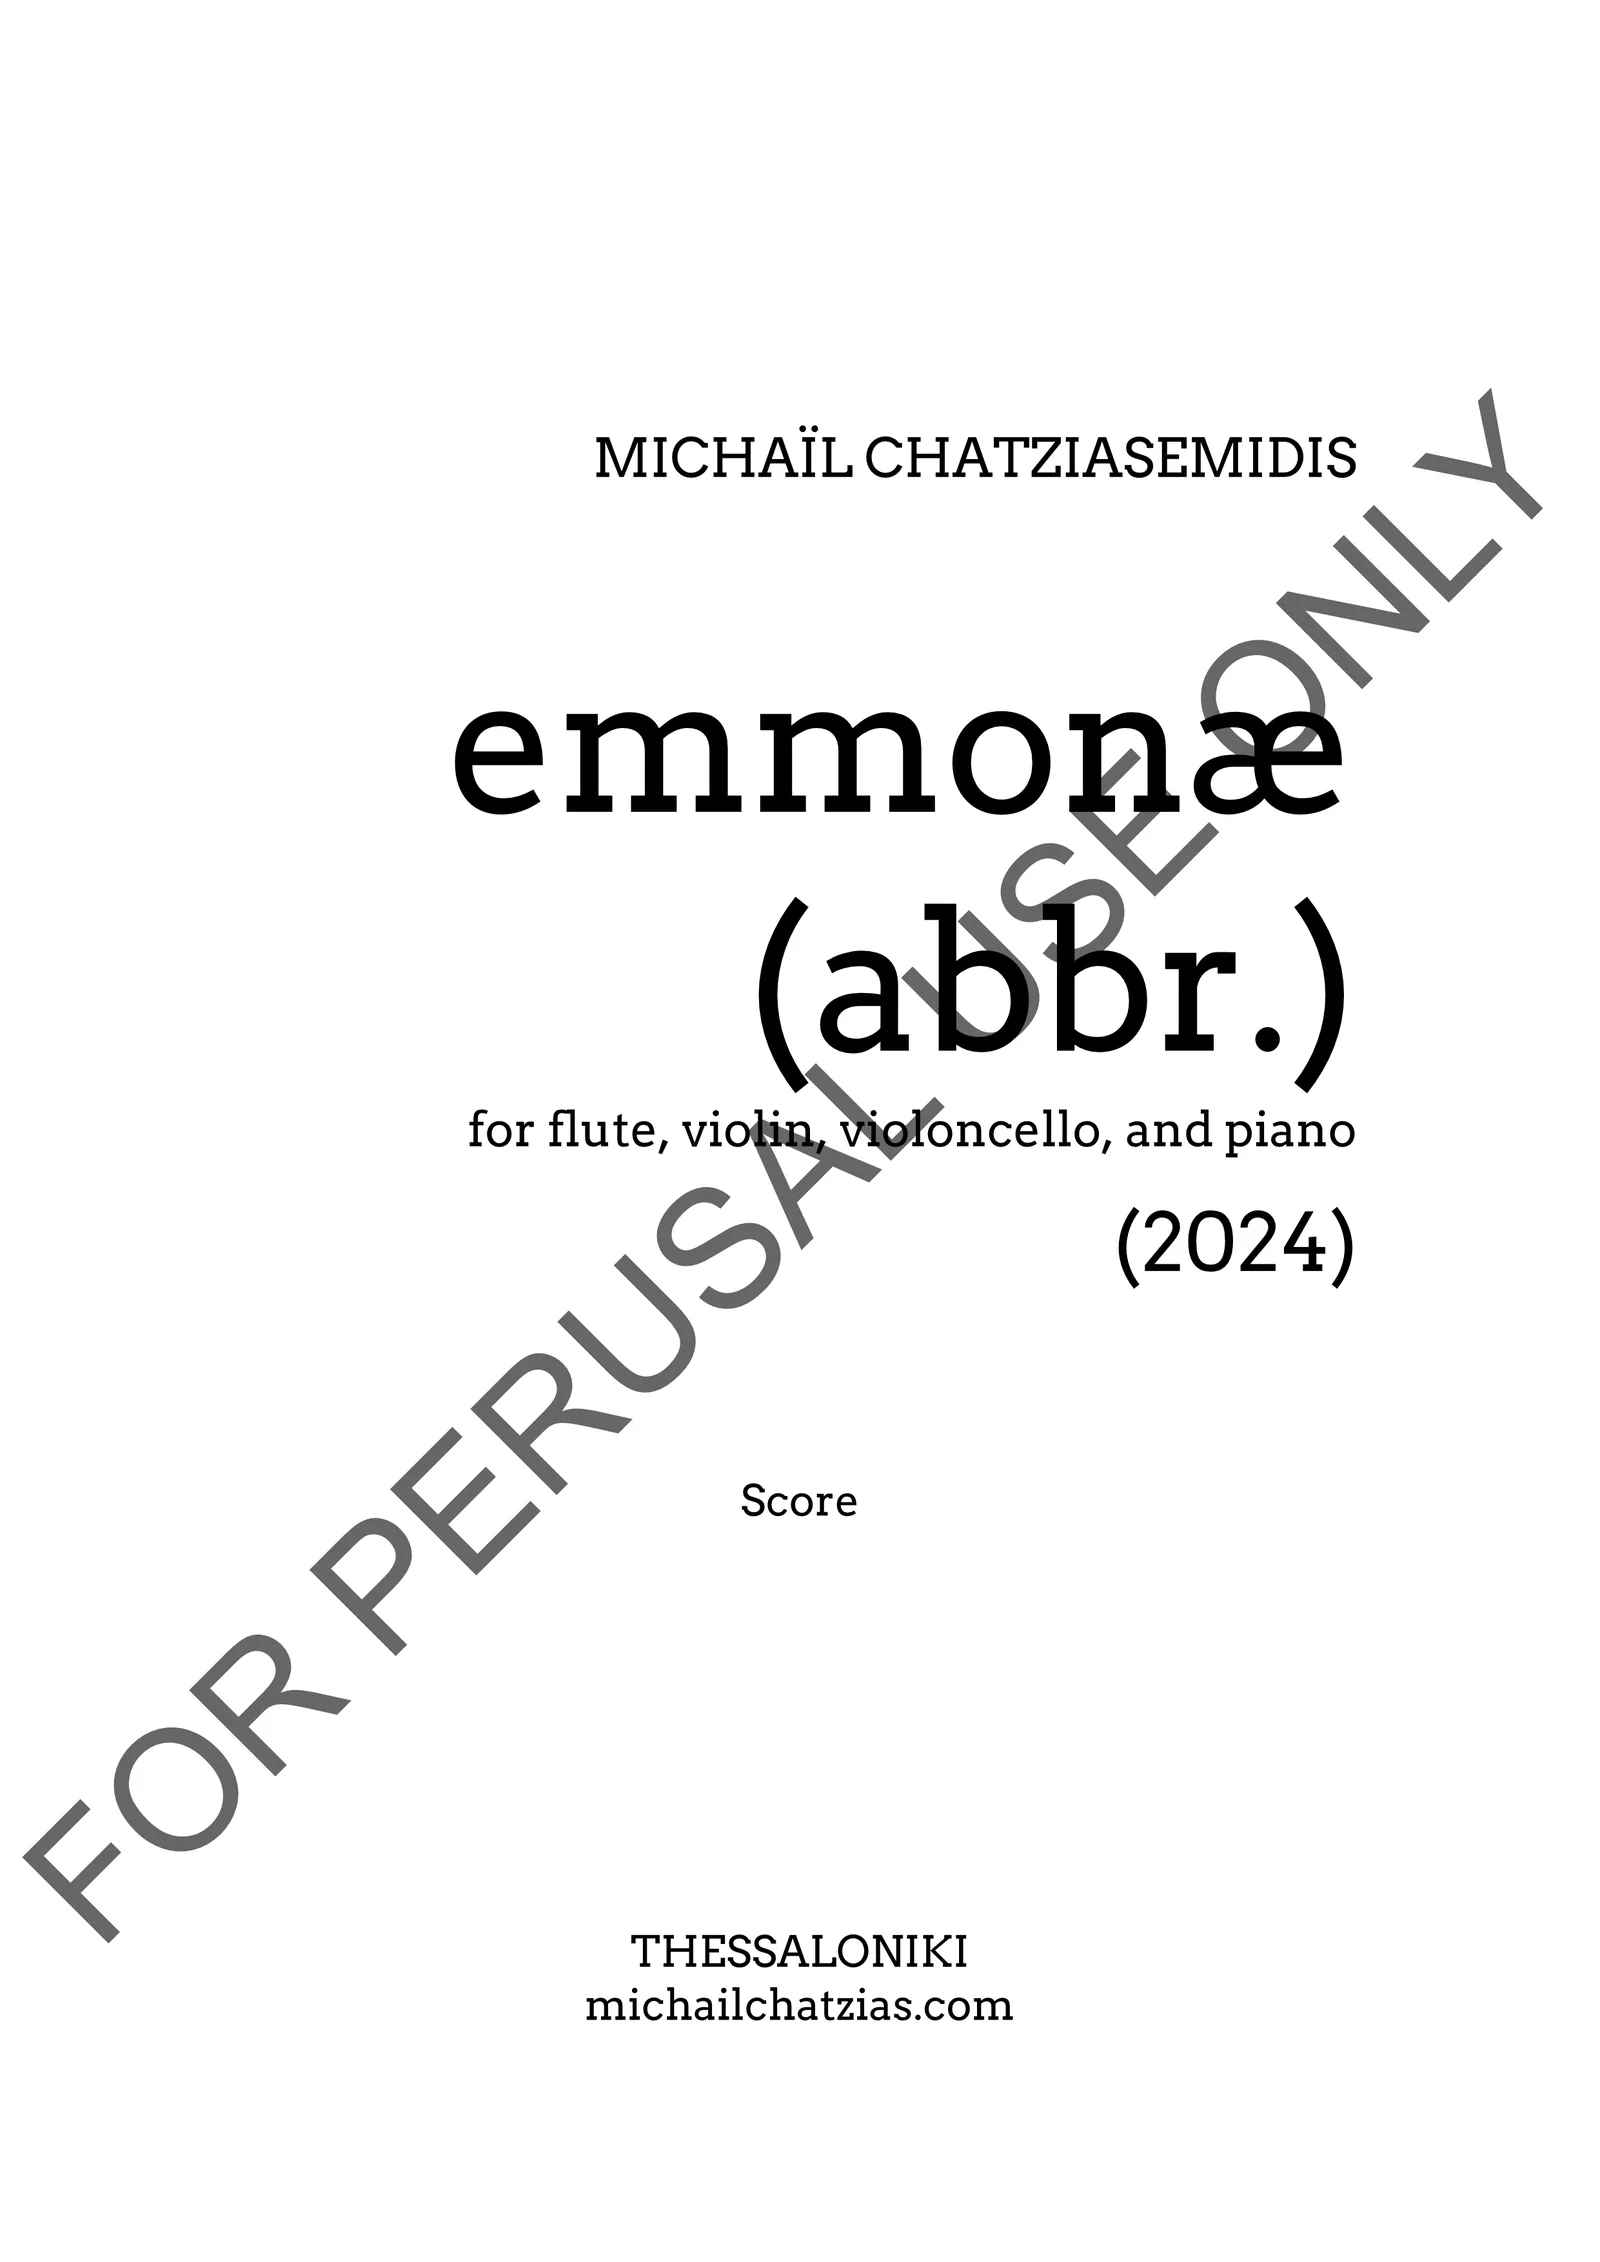 MICHAÏL CHATZIASEMIDIS
emmonæ
(abbr.)
for flute, violin, violoncello, and piano
(2024)
Score
THESSALONIKI
michailchatzias.com
FOR PERUSAL USE ONLY